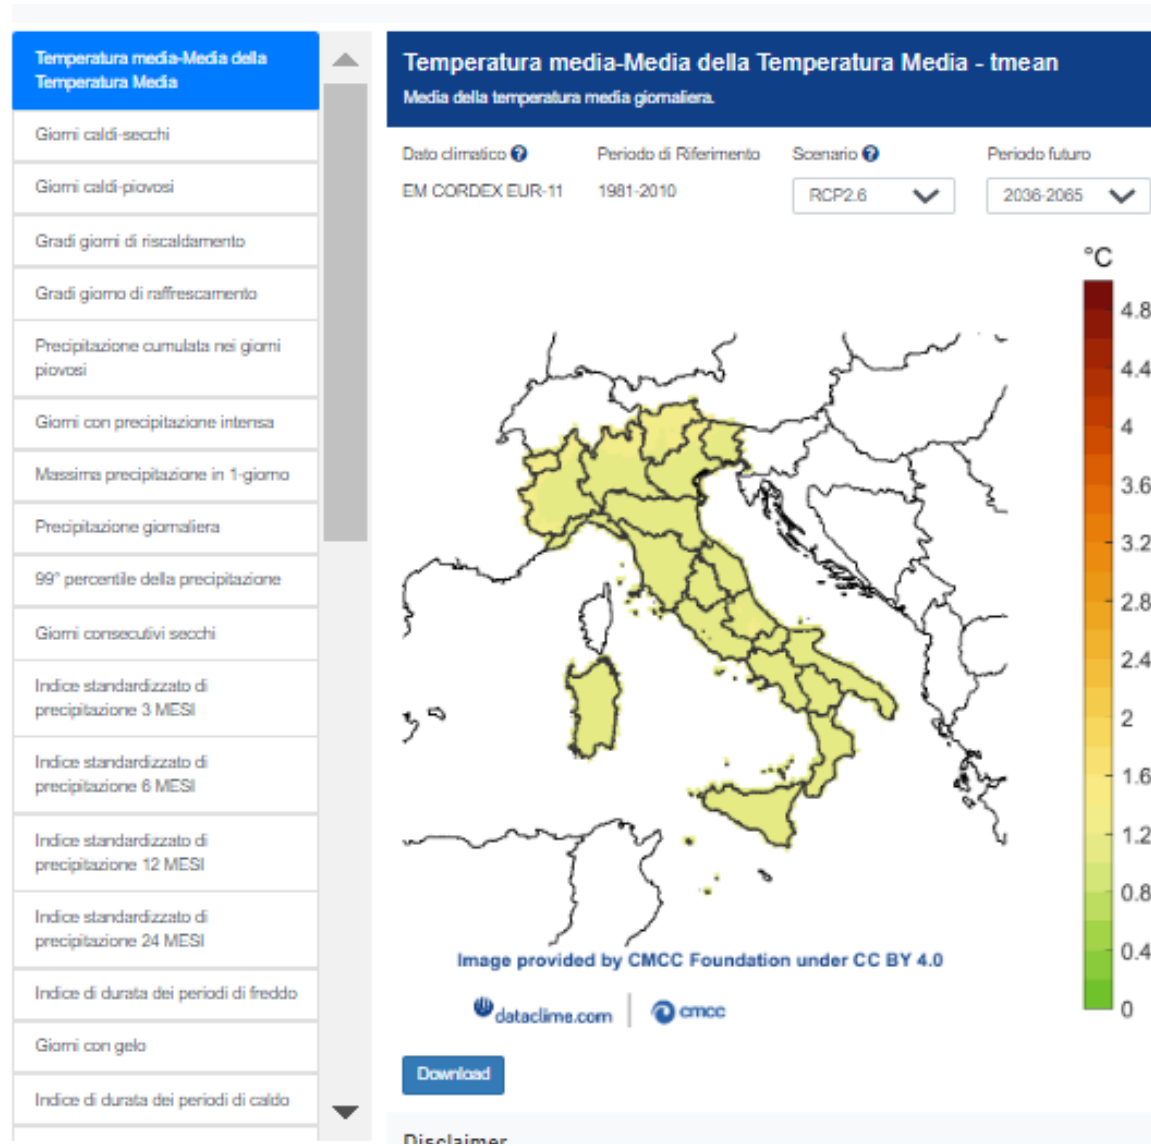 Temperatura media-Media della
Temperatura Media
Giorni caldi-secchi
Giorni caldi-piovosi
Gradi giorni di riscaldamento
Gradi giorno di raffrescamento
Precipitazione cumulata nei giorni
piovosi
Giorni con precipitazione intensa
Massima precipitazione in 1-giorno
Precipitazione giornaliera
99° percentile della precipitazione
Giorni consecutivi secchi
Indice standardizzato di
precipitazione 3 MESI
Indice standardizzato di
precipitazione 6 MESI
Indice standardizzato di
precipitazione 12 MESI
Indice standardizzato di
precipitazione 24 MESI
Indice di durata dei periodi di freddo
Giorni con gelo
Indice di durata dei periodi di caldo
Temperatura media-Media della Temperatura Media - tmean
Media della temperatura media giornaliera.
Dato climatico ? Periodo di Riferimento Scenario ? Periodo futuro
EM CORDEX EUR-11 1981-2010 RCP2.6 2036-2065
°C
4.8
4.4
4
3.6
3.2
2.8
2.4
2
1.6
1.2
0.8
0.4
0
Image provided by CMCC Foundation under CC BY 4.0
dataclime.com cmcc
Download
Disclaimer